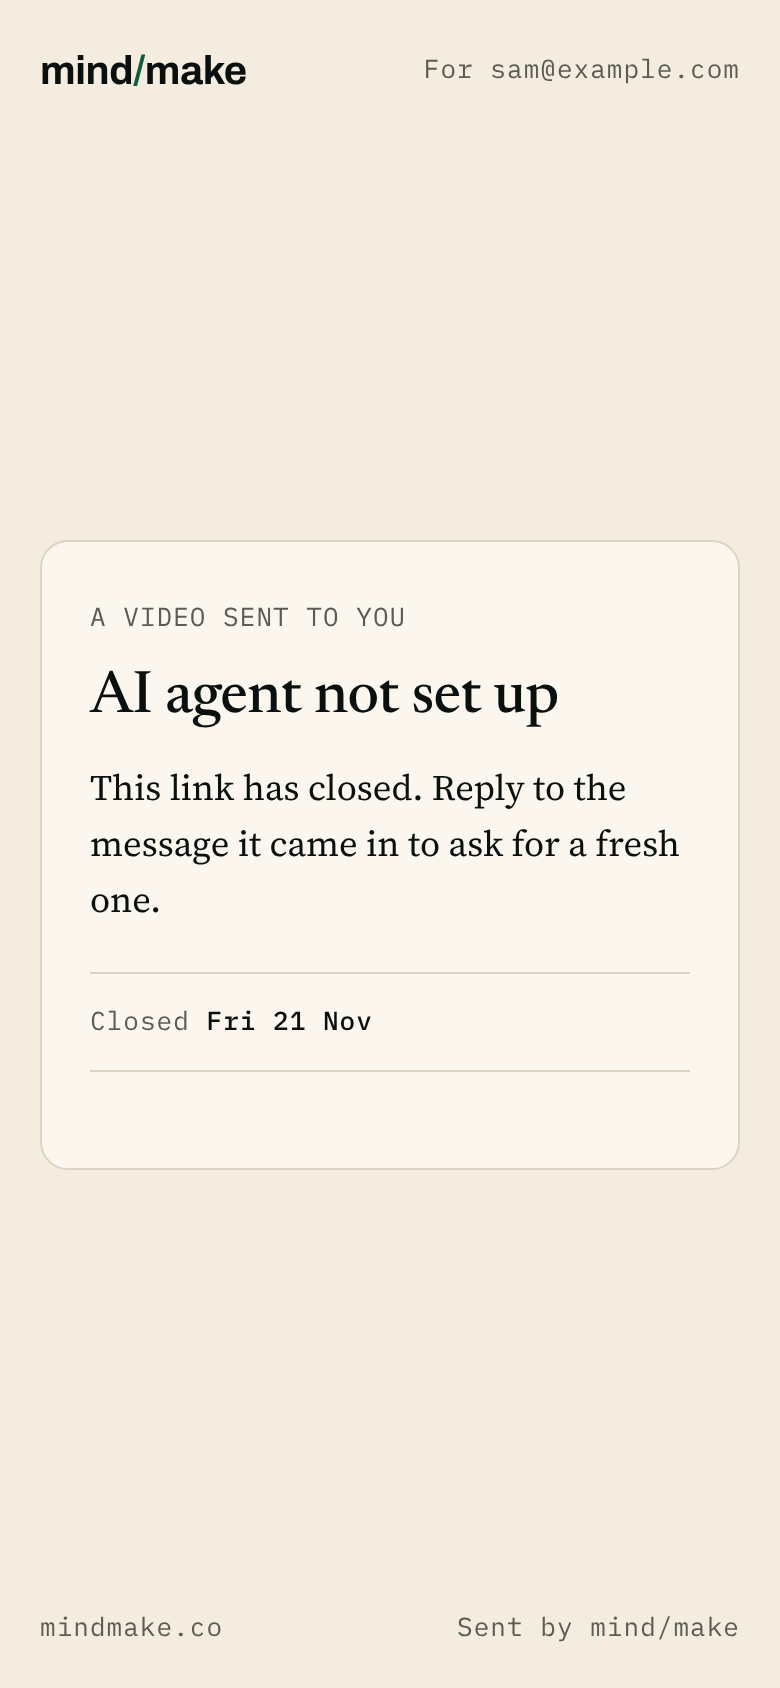 mind/make
For sam@example.com
A VIDEO SENT TO YOU
AI agent not set up
This link has closed. Reply to the
message it came in to ask for a fresh
one.
Closed Fri 21 Nov
mindmake.co
Sent by mind/make